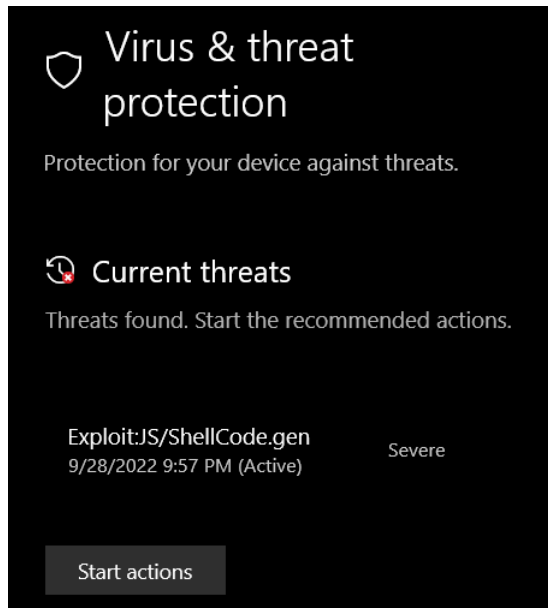 Virus & threat
protection
Protection for your device against threats.
Current threats
Threats found. Start the recommended actions.
Exploit:JS/ShellCode.gen
Severe
9/28/2022 9:57 PM (Active)
Start actions